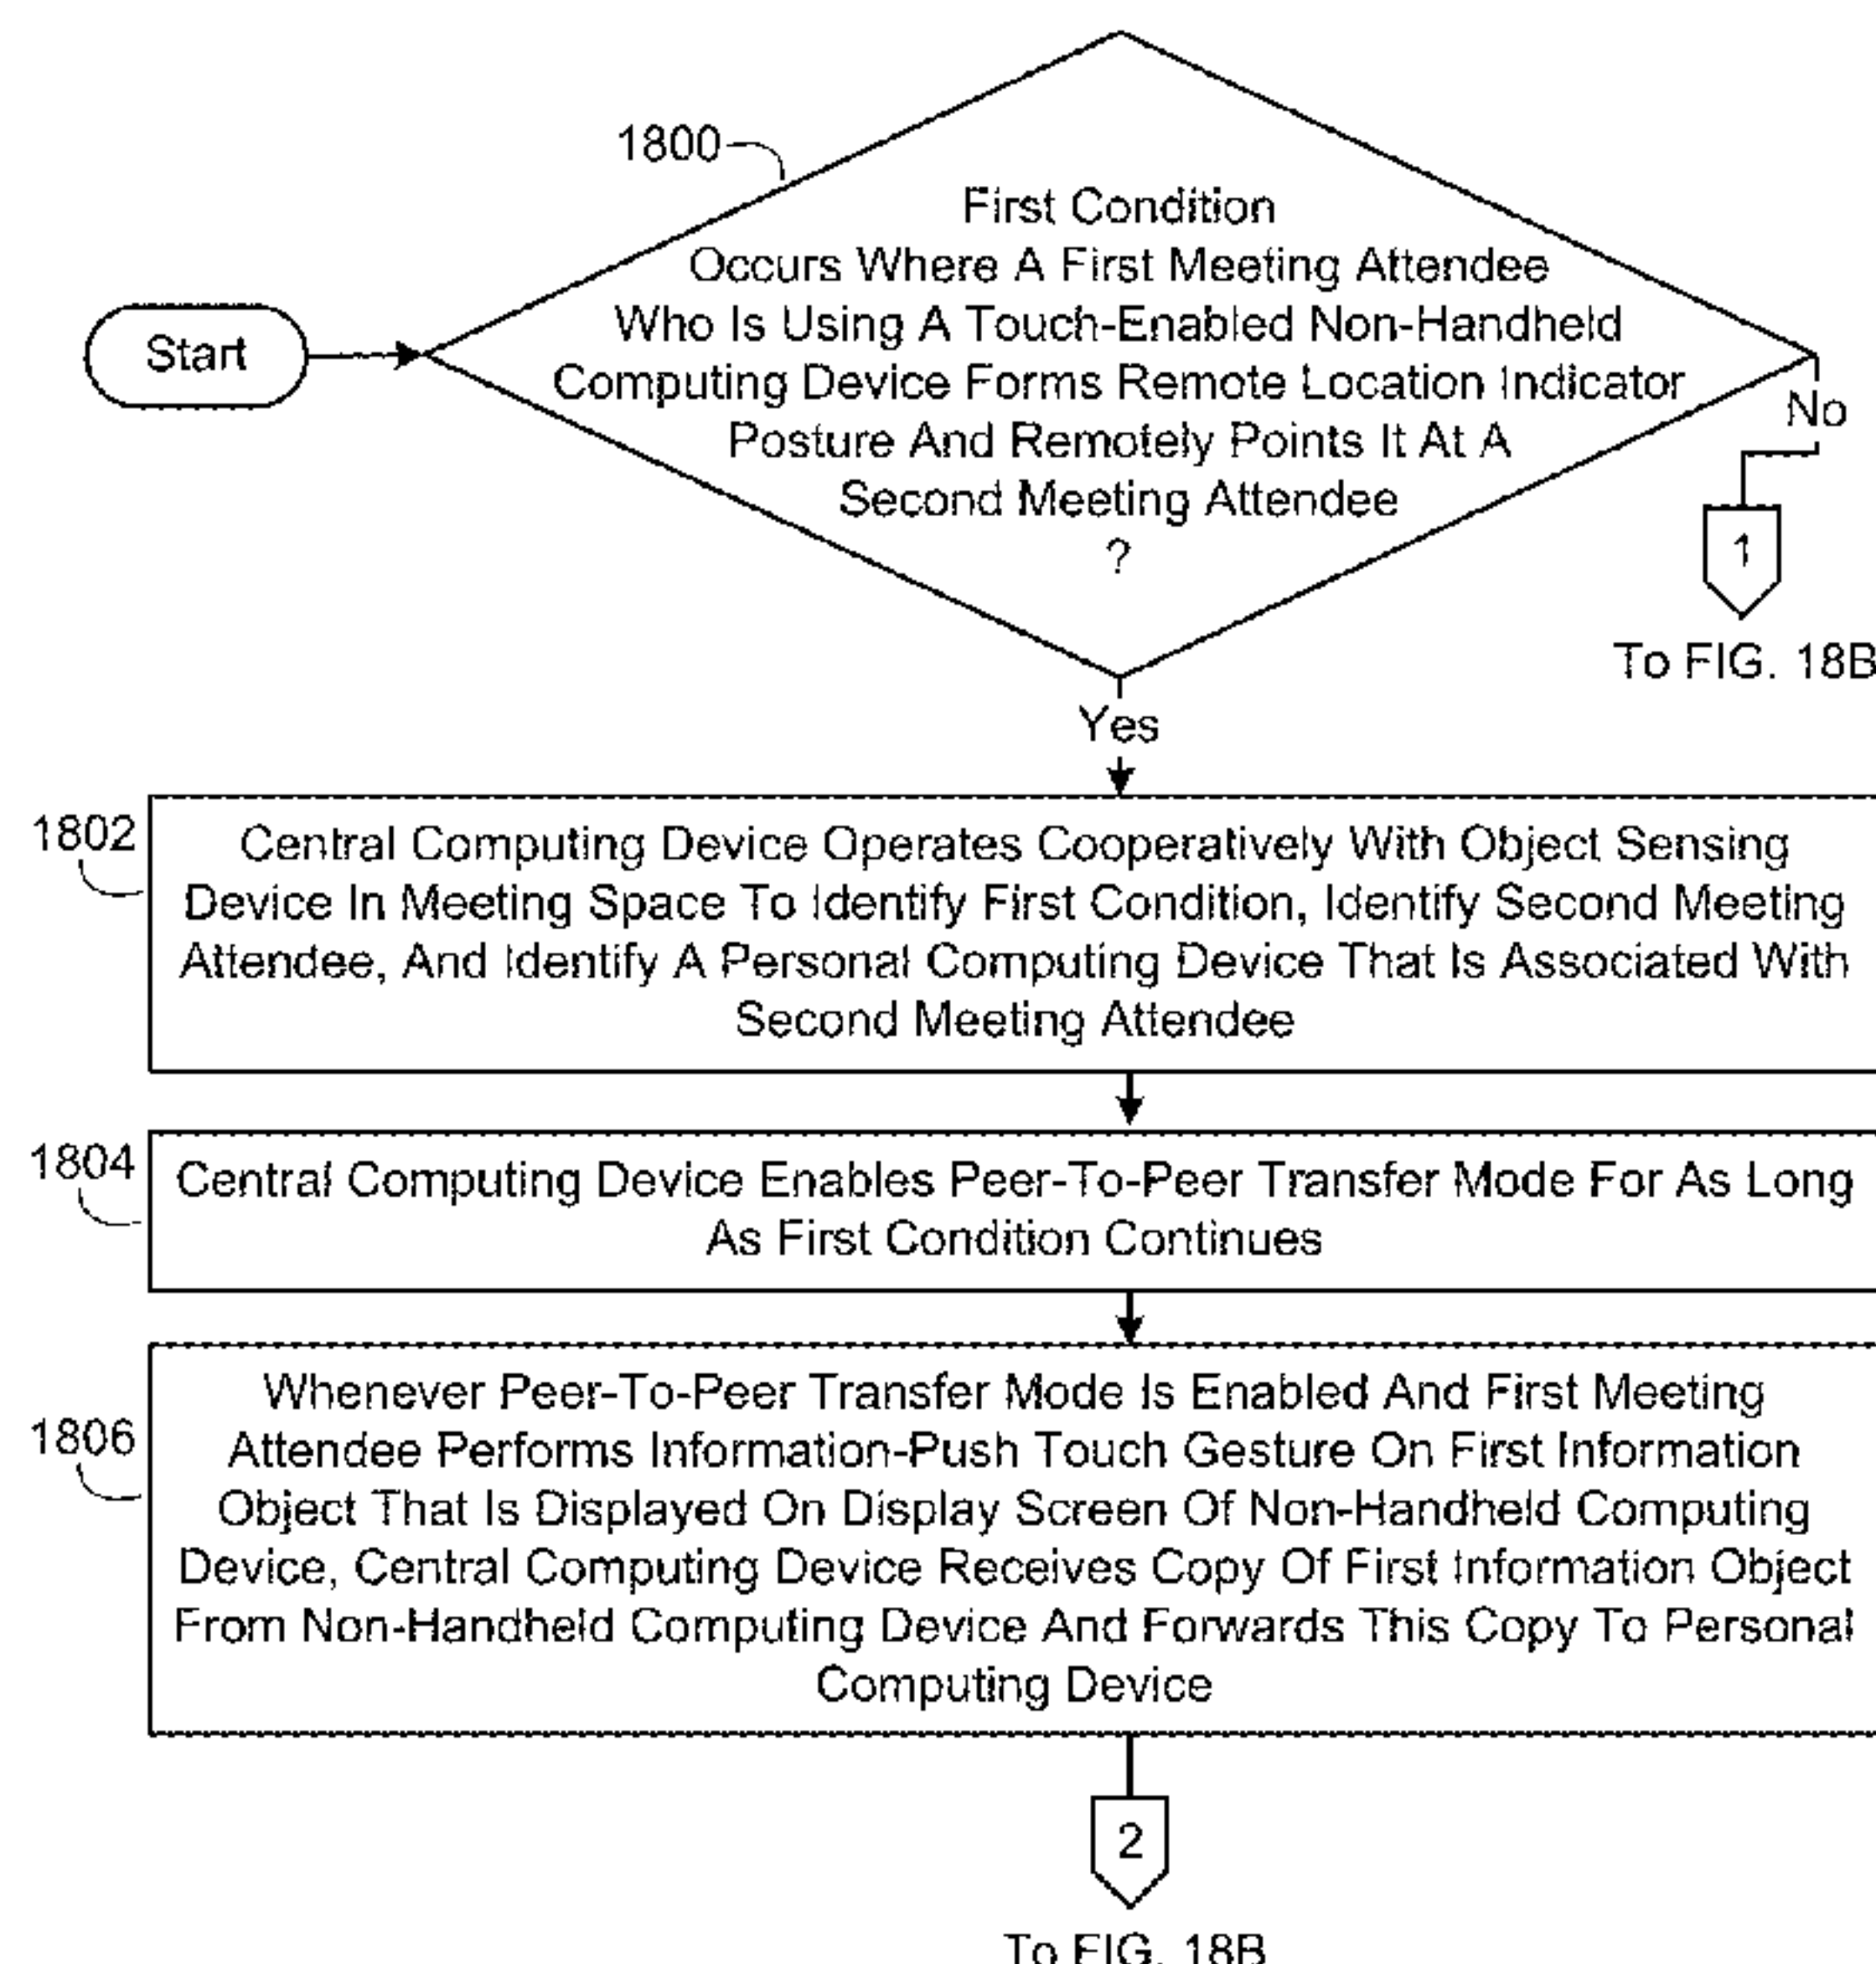 1800
First Condition
Occurs Where A First Meeting Attendee
Who Is Using A Touch-Enabled Non-Handheld
Computing Device Forms Remote Location Indicator
Posture And Remotely Points It At A
Second Meeting Attendee
?
Start
No
1
To FIG. 18B
Yes
1802
Central Computing Device Operates Cooperatively With Object Sensing
Device In Meeting Space To Identify First Condition, Identify Second Meeting
Attendee, And Identify A Personal Computing Device That Is Associated With
Second Meeting Attendee
1804
Central Computing Device Enables Peer-To-Peer Transfer Mode For As Long
As First Condition Continues
1806
Whenever Peer-To-Peer Transfer Mode Is Enabled And First Meeting
Attendee Performs Information-Push Touch Gesture On First Information
Object That Is Displayed On Display Screen Of Non-Handheld Computing
Device, Central Computing Device Receives Copy Of First Information Object
From Non-Handheld Computing Device And Forwards This Copy To Personal
Computing Device
2
To FIG. 18B